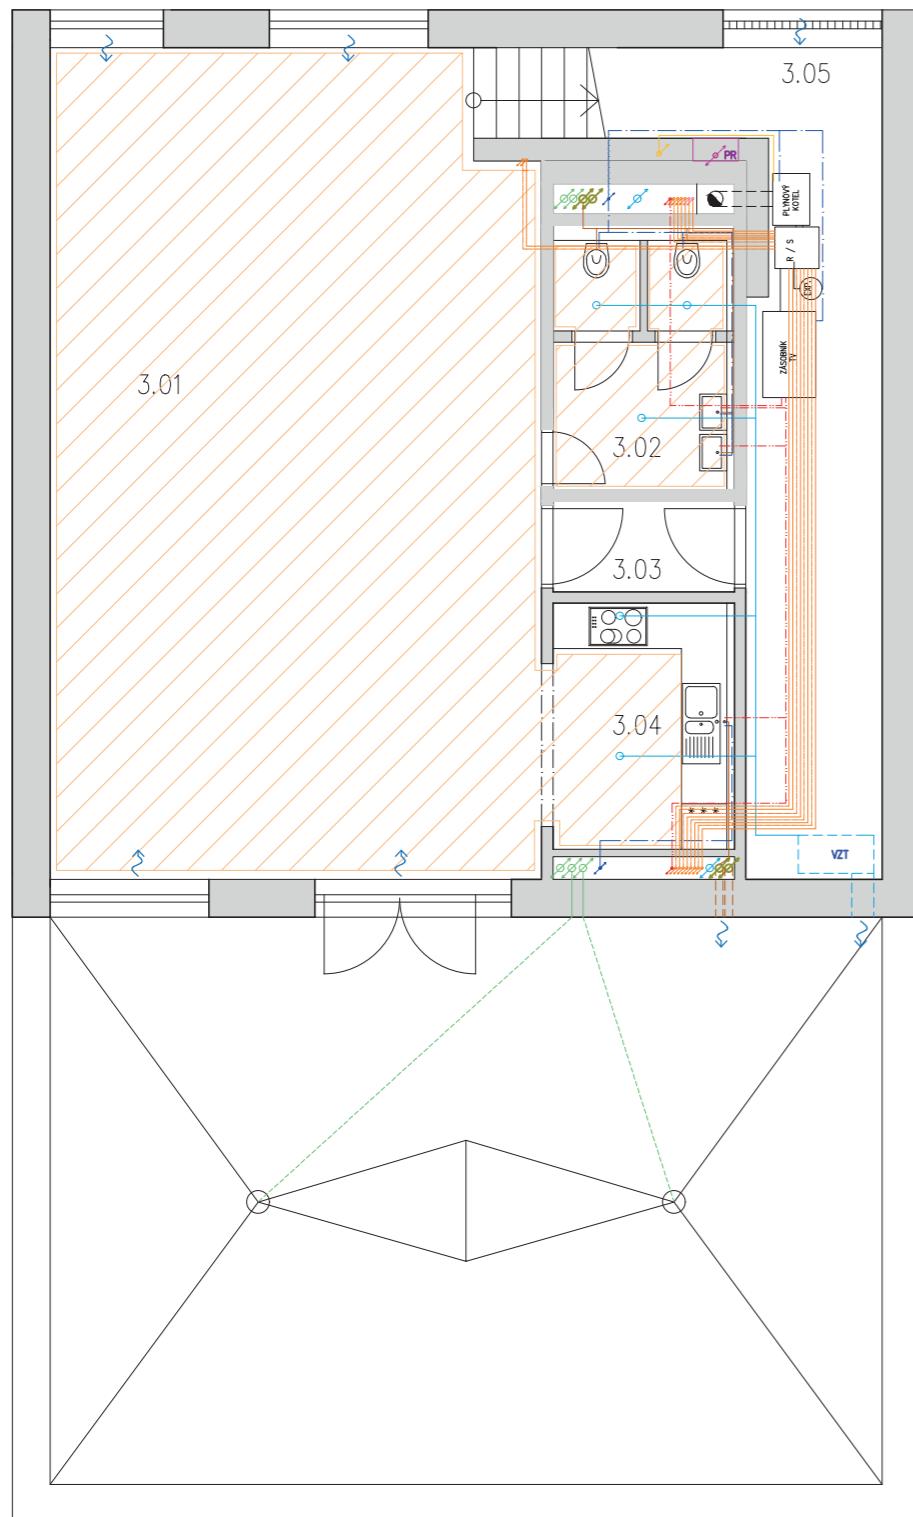 3.05
PR
PLYNOVÝ
KOTEL
R / S
EXP.
ZÁSOBNÍK
TV
3.01
3.02
3.03
3.04
VZT